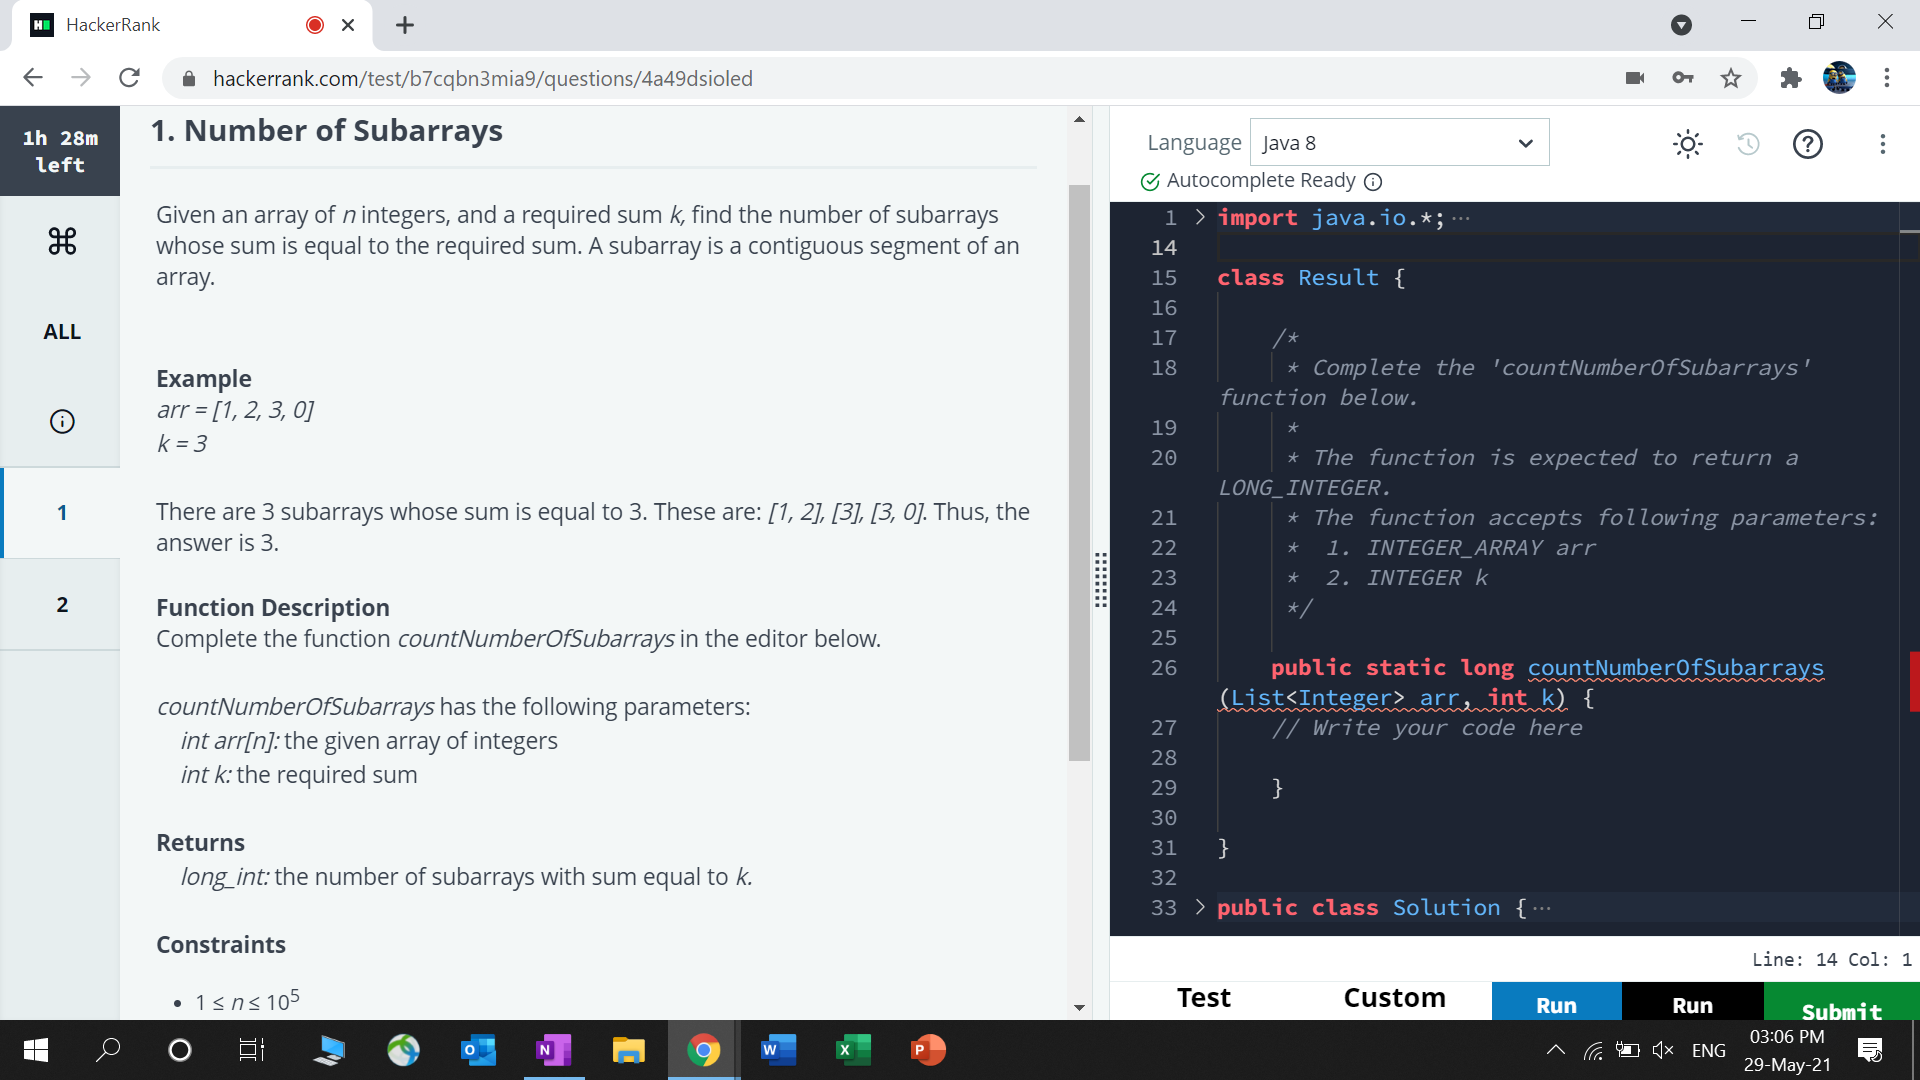 HackerRank
hackerrank.com/test/b7cqbn3mia9/questions/4a49dsioled
1h 28m
left
ALL
1
2
1. Number of Subarrays
Given an array of n integers, and a required sum k, find the number of subarrays
whose sum is equal to the required sum. A subarray is a contiguous segment of an
array.
Example
arr = [1, 2, 3, 0]
k = 3
There are 3 subarrays whose sum is equal to 3. These are: [1, 2], [3], [3, 0]. Thus, the
answer is 3.
Function Description
Complete the function countNumberOfSubarrays in the editor below.
countNumberOfSubarrays has the following parameters:
int arr[n]: the given array of integers
int k: the required sum
Returns
long_int: the number of subarrays with sum equal to k.
Constraints
• 1 ≤ n ≤ 10⁵
Language Java 8
Autocomplete Ready
1 > import java.io.*; ···
14
15 class Result {
16
17 /*
18 * Complete the 'countNumberOfSubarrays'
function below.
19 *
20 * The function is expected to return a
LONG_INTEGER.
21 * The function accepts following parameters:
22 * 1. INTEGER_ARRAY arr
23 * 2. INTEGER k
24 */
25
26 public static long countNumberOfSubarrays
(List<Integer> arr, int k) {
27 // Write your code here
28
29 }
30
31 }
32
33 > public class Solution { ···
Line: 14 Col: 1
Test Custom Run Run Submit
ENG
03:06 PM
29-May-21